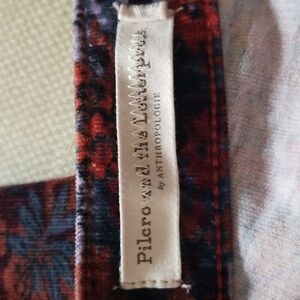 Pilcro and the Letterpress
by ANTHROPOLOGIE